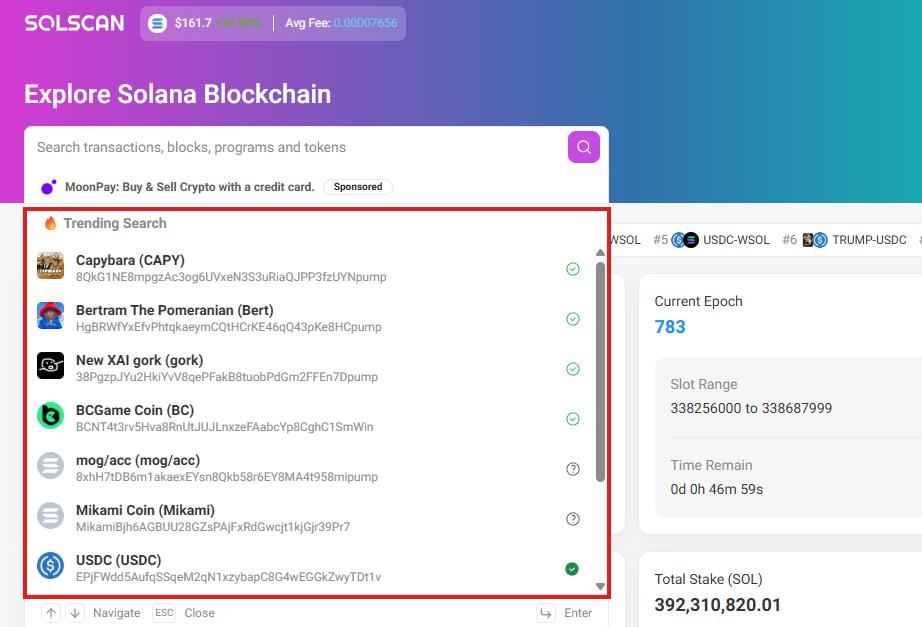 SOLSCAN
$161.7 +10.98% Avg Fee: 0.00007656
Explore Solana Blockchain
Search transactions, blocks, programs and tokens
MoonPay: Buy & Sell Crypto with a credit card. Sponsored
Trending Search
Capybara (CAPY)
8QkG1NE8mpgzAc3og6UVxeN3S3uRiaQJPP3fzUYNpump
Bertram The Pomeranian (Bert)
HgBRWfYxEfvPhtqkaeymCQtHCrKE46qQ43pKe8HCpump
New XAI gork (gork)
38PgzpJYu2HkiYvV8qePFakB8tuobPdGm2FFEn7Dpump
BCGame Coin (BC)
BCNT4t3rv5Hva8RnUtJUJLnxzeFAabcYp8CghC1SmWin
mog/acc (mog/acc)
8xhH7tDB6m1akaexEYsn8Qkb58r6EY8MA4t958mipump
Mikami Coin (Mikami)
MikamiBjh6AGBUU28GZsPAjFxRdGwcjt1kjGjr39Pr7
USDC (USDC)
EPjFWdd5AufqSSqeM2qN1xzybapC8G4wEGGkZwyTDt1v
Navigate ESC Close Enter
WSOL #5 USDC-WSOL #6 TRUMP-USDC
Current Epoch
783
Slot Range
338256000 to 338687999
Time Remain
0d 0h 46m 59s
Total Stake (SOL)
392,310,820.01